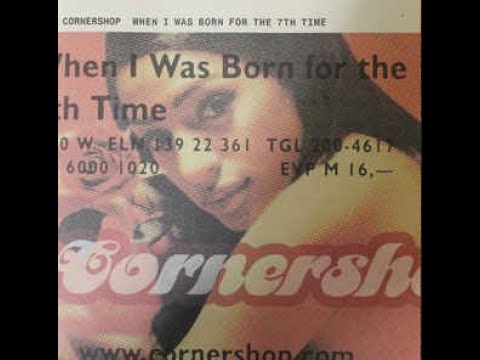 CORNERSHOP WHEN I WAS BORN FOR THE 7TH TIME
When I Was Born for the
th Time
0 W ELN 139 22 361 TGL 200-4617
6000 1020 EVP M 16,—
Cornersho
www.cornershop.com